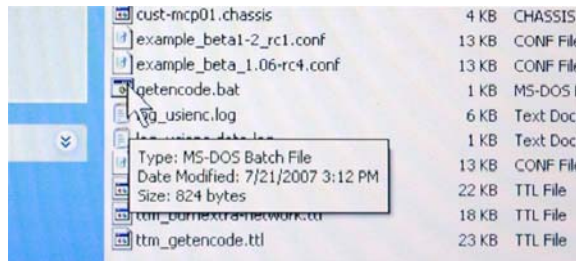 cust-mcp01.chassis 4 KB CHASSIS
example_beta1-2_rc1.conf 13 KB CONF File
example_beta_1.06-rc4.conf 13 KB CONF File
getencode.bat 1 KB MS-DOS
_usienc.log 6 KB Text Doc
1 KB Text Doc
Type: MS-DOS Batch File
13 KB CONF File
Date Modified: 7/21/2007 3:12 PM
22 KB TTL File
Size: 824 bytes
18 KB TTL File
ttm_getencode.ttl 23 KB TTL File